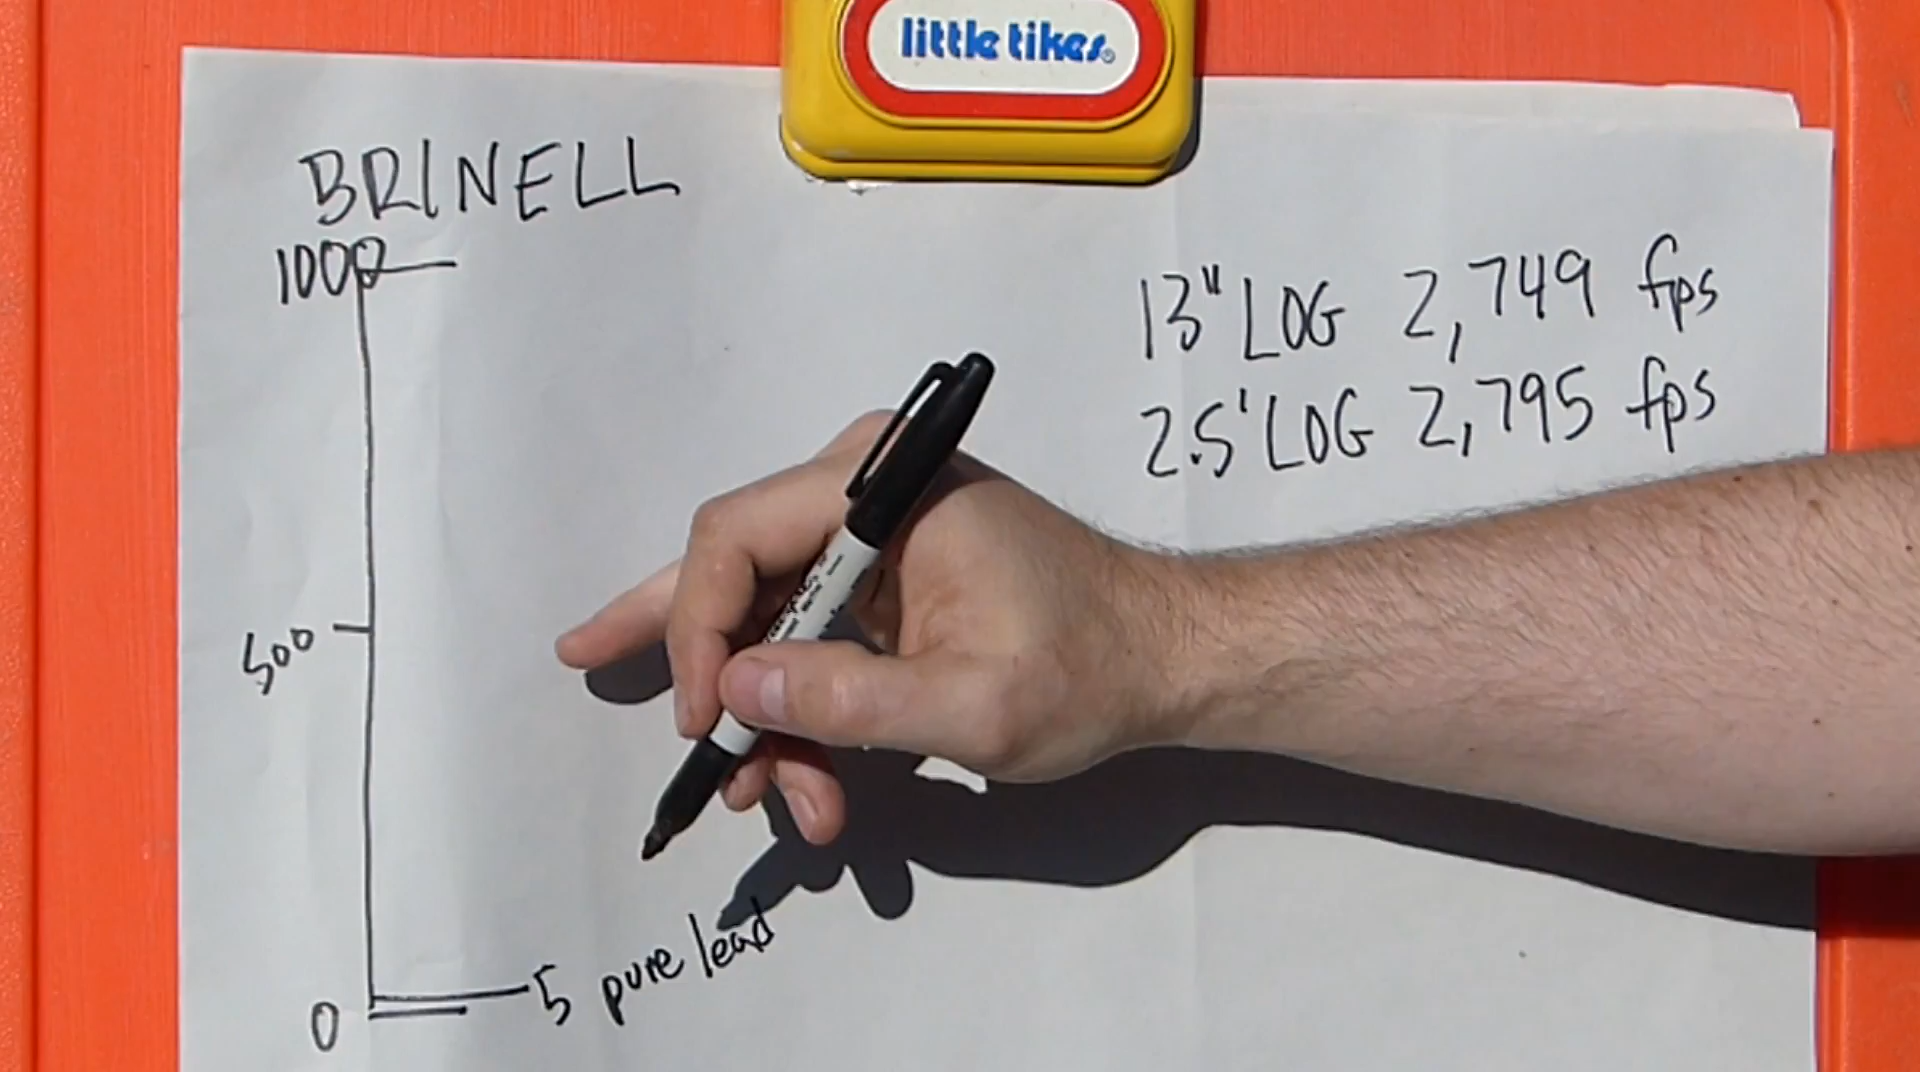 little tikes®
BRINELL
1000
13" LOG 2,749 fps
2.5' LOG 2,795 fps
500
5 pure lead
0